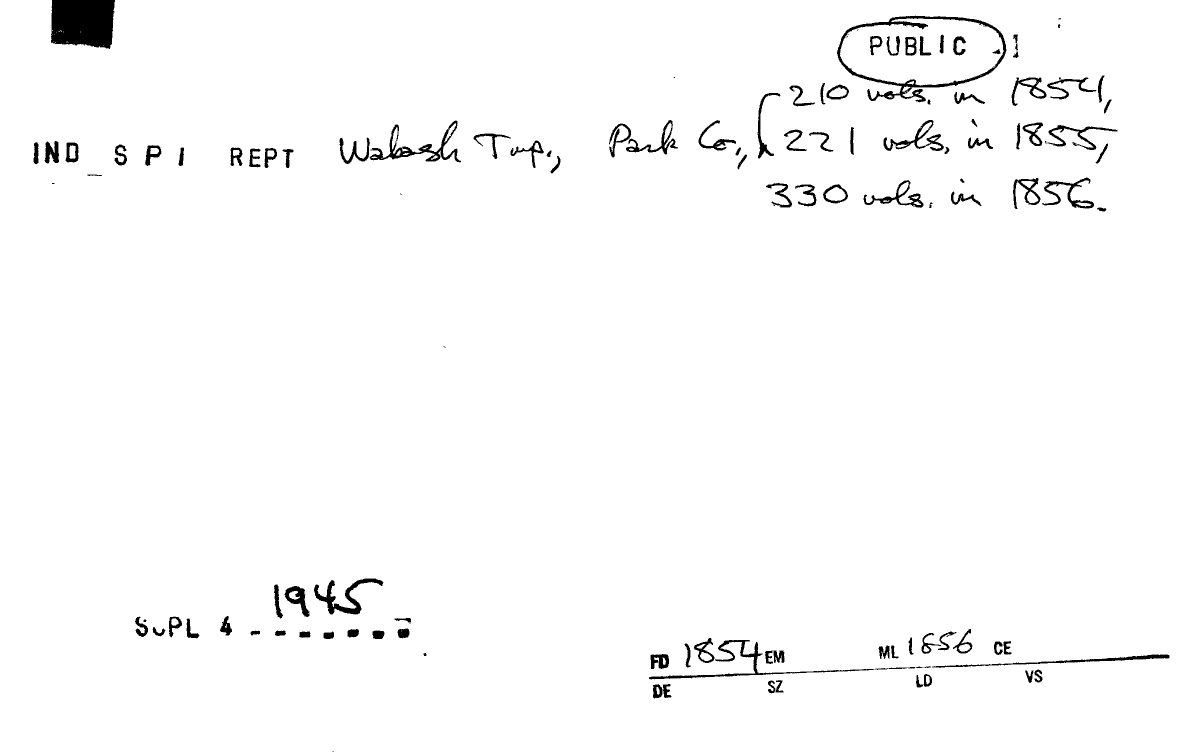 PUBLIC
210 vols. in 1854,
IND S P I REPT Wabash Twp., Park Co., 221 vols. in 1855,
330 vols. in 1856.
1945
SUPL 4
FD 1854 EM ML 1856 CE
DE SZ LD VS